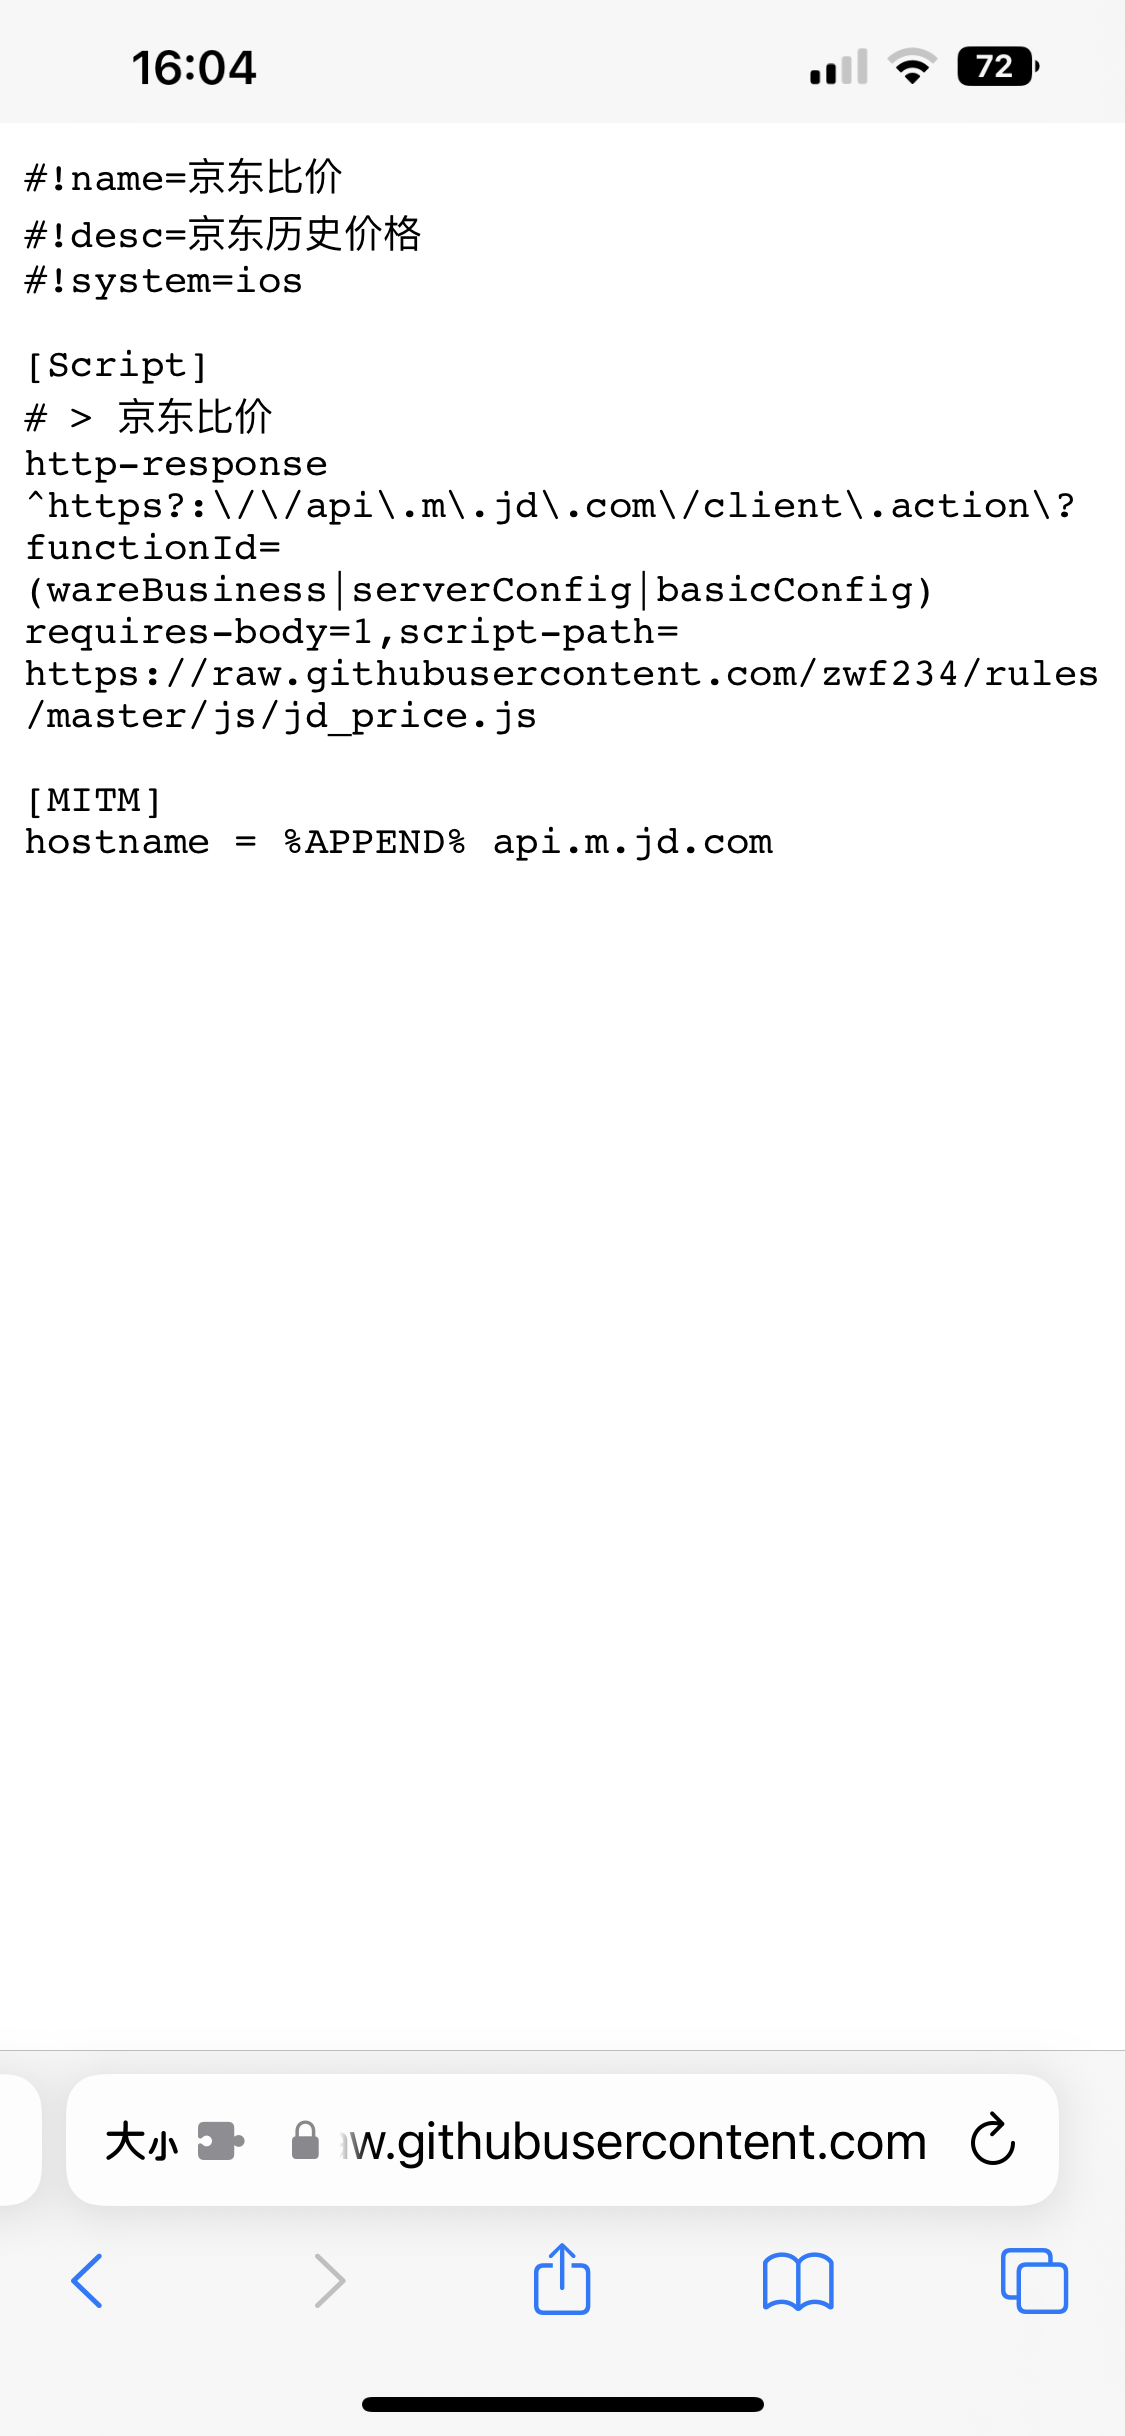 16:04
72
#!name=京东比价
#!desc=京东历史价格
#!system=ios
[Script]
# > 京东比价
http-response
^https?:\/\/api\.m\.jd\.com\/client\.action\?
functionId=
(wareBusiness|serverConfig|basicConfig)
requires-body=1,script-path=
https://raw.githubusercontent.com/zwf234/rules
/master/js/jd_price.js
[MITM]
hostname = %APPEND% api.m.jd.com
大小 w.githubusercontent.com